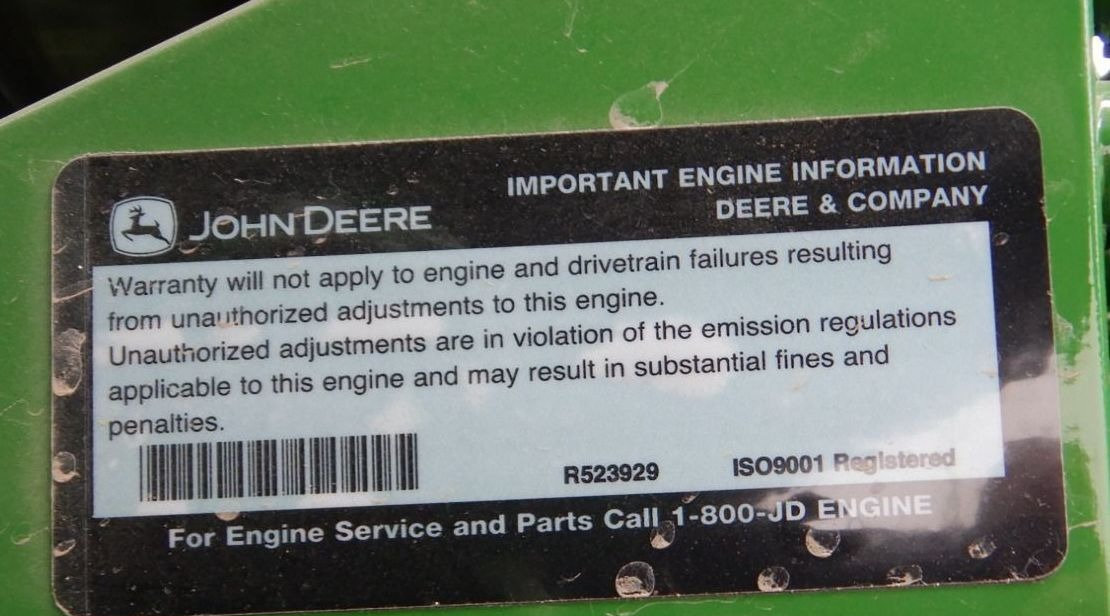 IMPORTANT ENGINE INFORMATION
JOHN DEERE
DEERE & COMPANY
Warranty will not apply to engine and drivetrain failures resulting
from unauthorized adjustments to this engine.
Unauthorized adjustments are in violation of the emission regulations
applicable to this engine and may result in substantial fines and
penalties.
R523929 ISO9001 Registered
For Engine Service and Parts Call 1-800-JD ENGINE